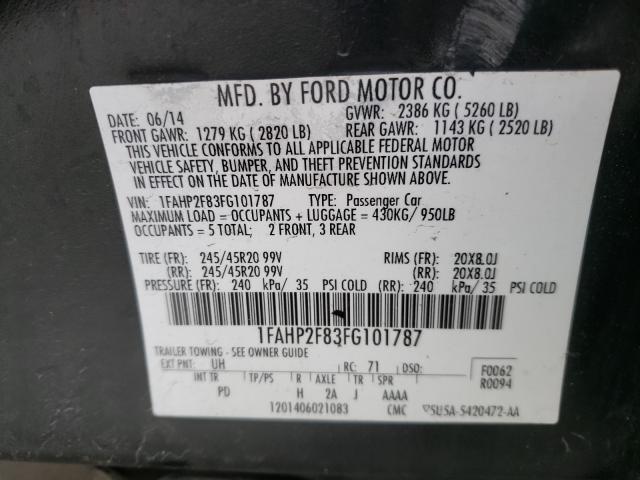 MFD. BY FORD MOTOR CO.
DATE: 06/14 GVWR: 2386 KG ( 5260 LB)
FRONT GAWR: 1279 KG ( 2820 LB) REAR GAWR: 1143 KG ( 2520 LB)
THIS VEHICLE CONFORMS TO ALL APPLICABLE FEDERAL MOTOR
VEHICLE SAFETY, BUMPER, AND THEFT PREVENTION STANDARDS
IN EFFECT ON THE DATE OF MANUFACTURE SHOWN ABOVE.
VIN: 1FAHP2F83FG101787 TYPE: Passenger Car
MAXIMUM LOAD = OCCUPANTS + LUGGAGE = 430KG/ 950LB
OCCUPANTS = 5 TOTAL; 2 FRONT, 3 REAR
TIRE (FR): 245/45R20 99V RIMS (FR): 20X8.0J
(RR): 245/45R20 99V (RR): 20X8.0J
PRESSURE (FR): 240 kPa/ 35 PSI COLD (RR): 240 kPa/ 35 PSI COLD
1FAHP2F83FG101787
TRAILER TOWING - SEE OWNER GUIDE
EXT PNT: UH RC: 71 DSO: F0062
INT TR TP/PS R AXLE TR SPR R0094
PD H 2A J AAAA
1201406021083 CMC 5U5A-5420472-AA